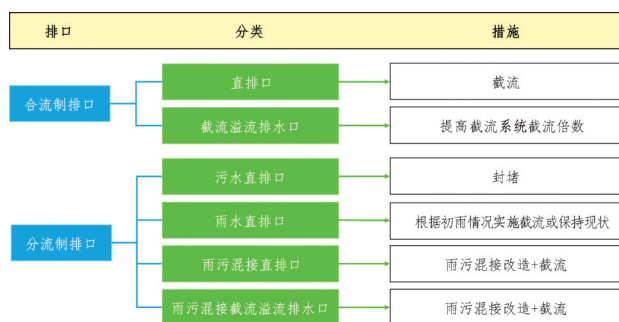 排口 分类 措施
合流制排口
直排口 截流
截流溢流排水口 提高截流系统截流倍数
分流制排口
污水直排口 封堵
雨水直排口 根据初雨情况实施截流或保持现状
雨污混接直排口 雨污混接改造+截流
雨污混接截流溢流排水口 雨污混接改造+截流